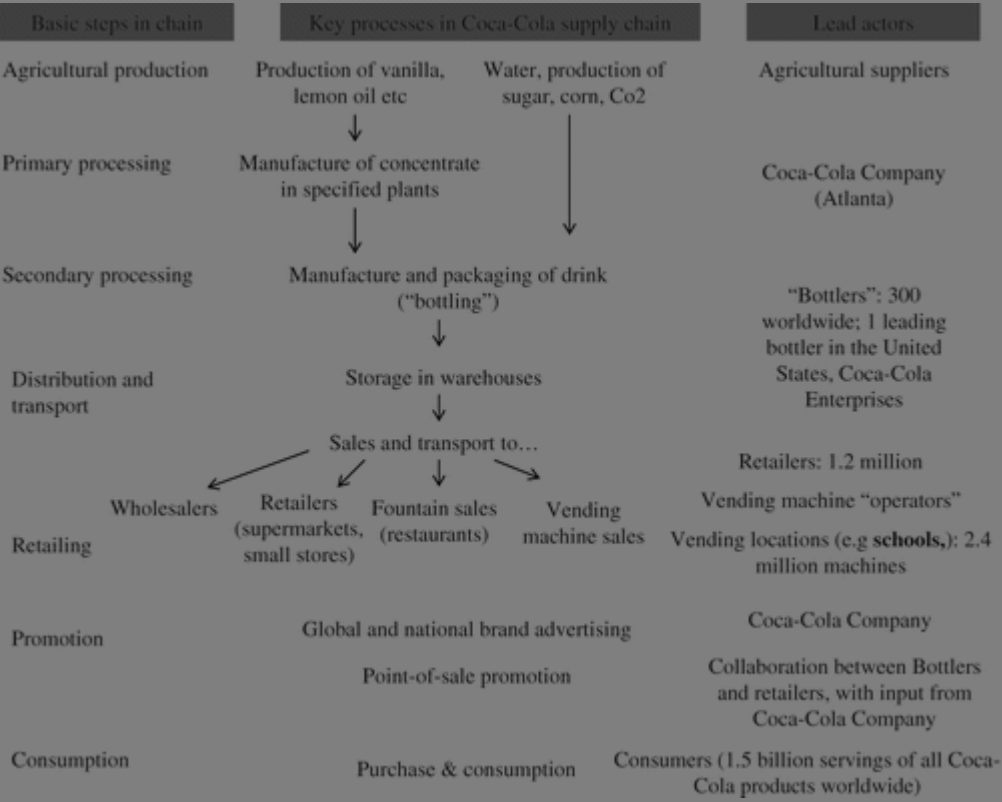 Basic steps in chain
Key processes in Coca-Cola supply chain
Lead actors
Agricultural production
Production of vanilla,
lemon oil etc
Water, production of
sugar, corn, Co2
Agricultural suppliers
Primary processing
Manufacture of concentrate
in specified plants
Coca-Cola Company
(Atlanta)
Secondary processing
Manufacture and packaging of drink
(“bottling”)
“Bottlers”: 300
worldwide; 1 leading
bottler in the United
States, Coca-Cola
Enterprises
Distribution and
transport
Storage in warehouses
Sales and transport to…
Retailers: 1.2 million
Wholesalers
Retailers
(supermarkets,
small stores)
Fountain sales
(restaurants)
Vending
machine sales
Vending machine “operators”
Retailing
Vending locations (e.g schools,): 2.4
million machines
Promotion
Global and national brand advertising
Coca-Cola Company
Point-of-sale promotion
Collaboration between Bottlers
and retailers, with input from
Coca-Cola Company
Consumption
Purchase & consumption
Consumers (1.5 billion servings of all Coca-
Cola products worldwide)